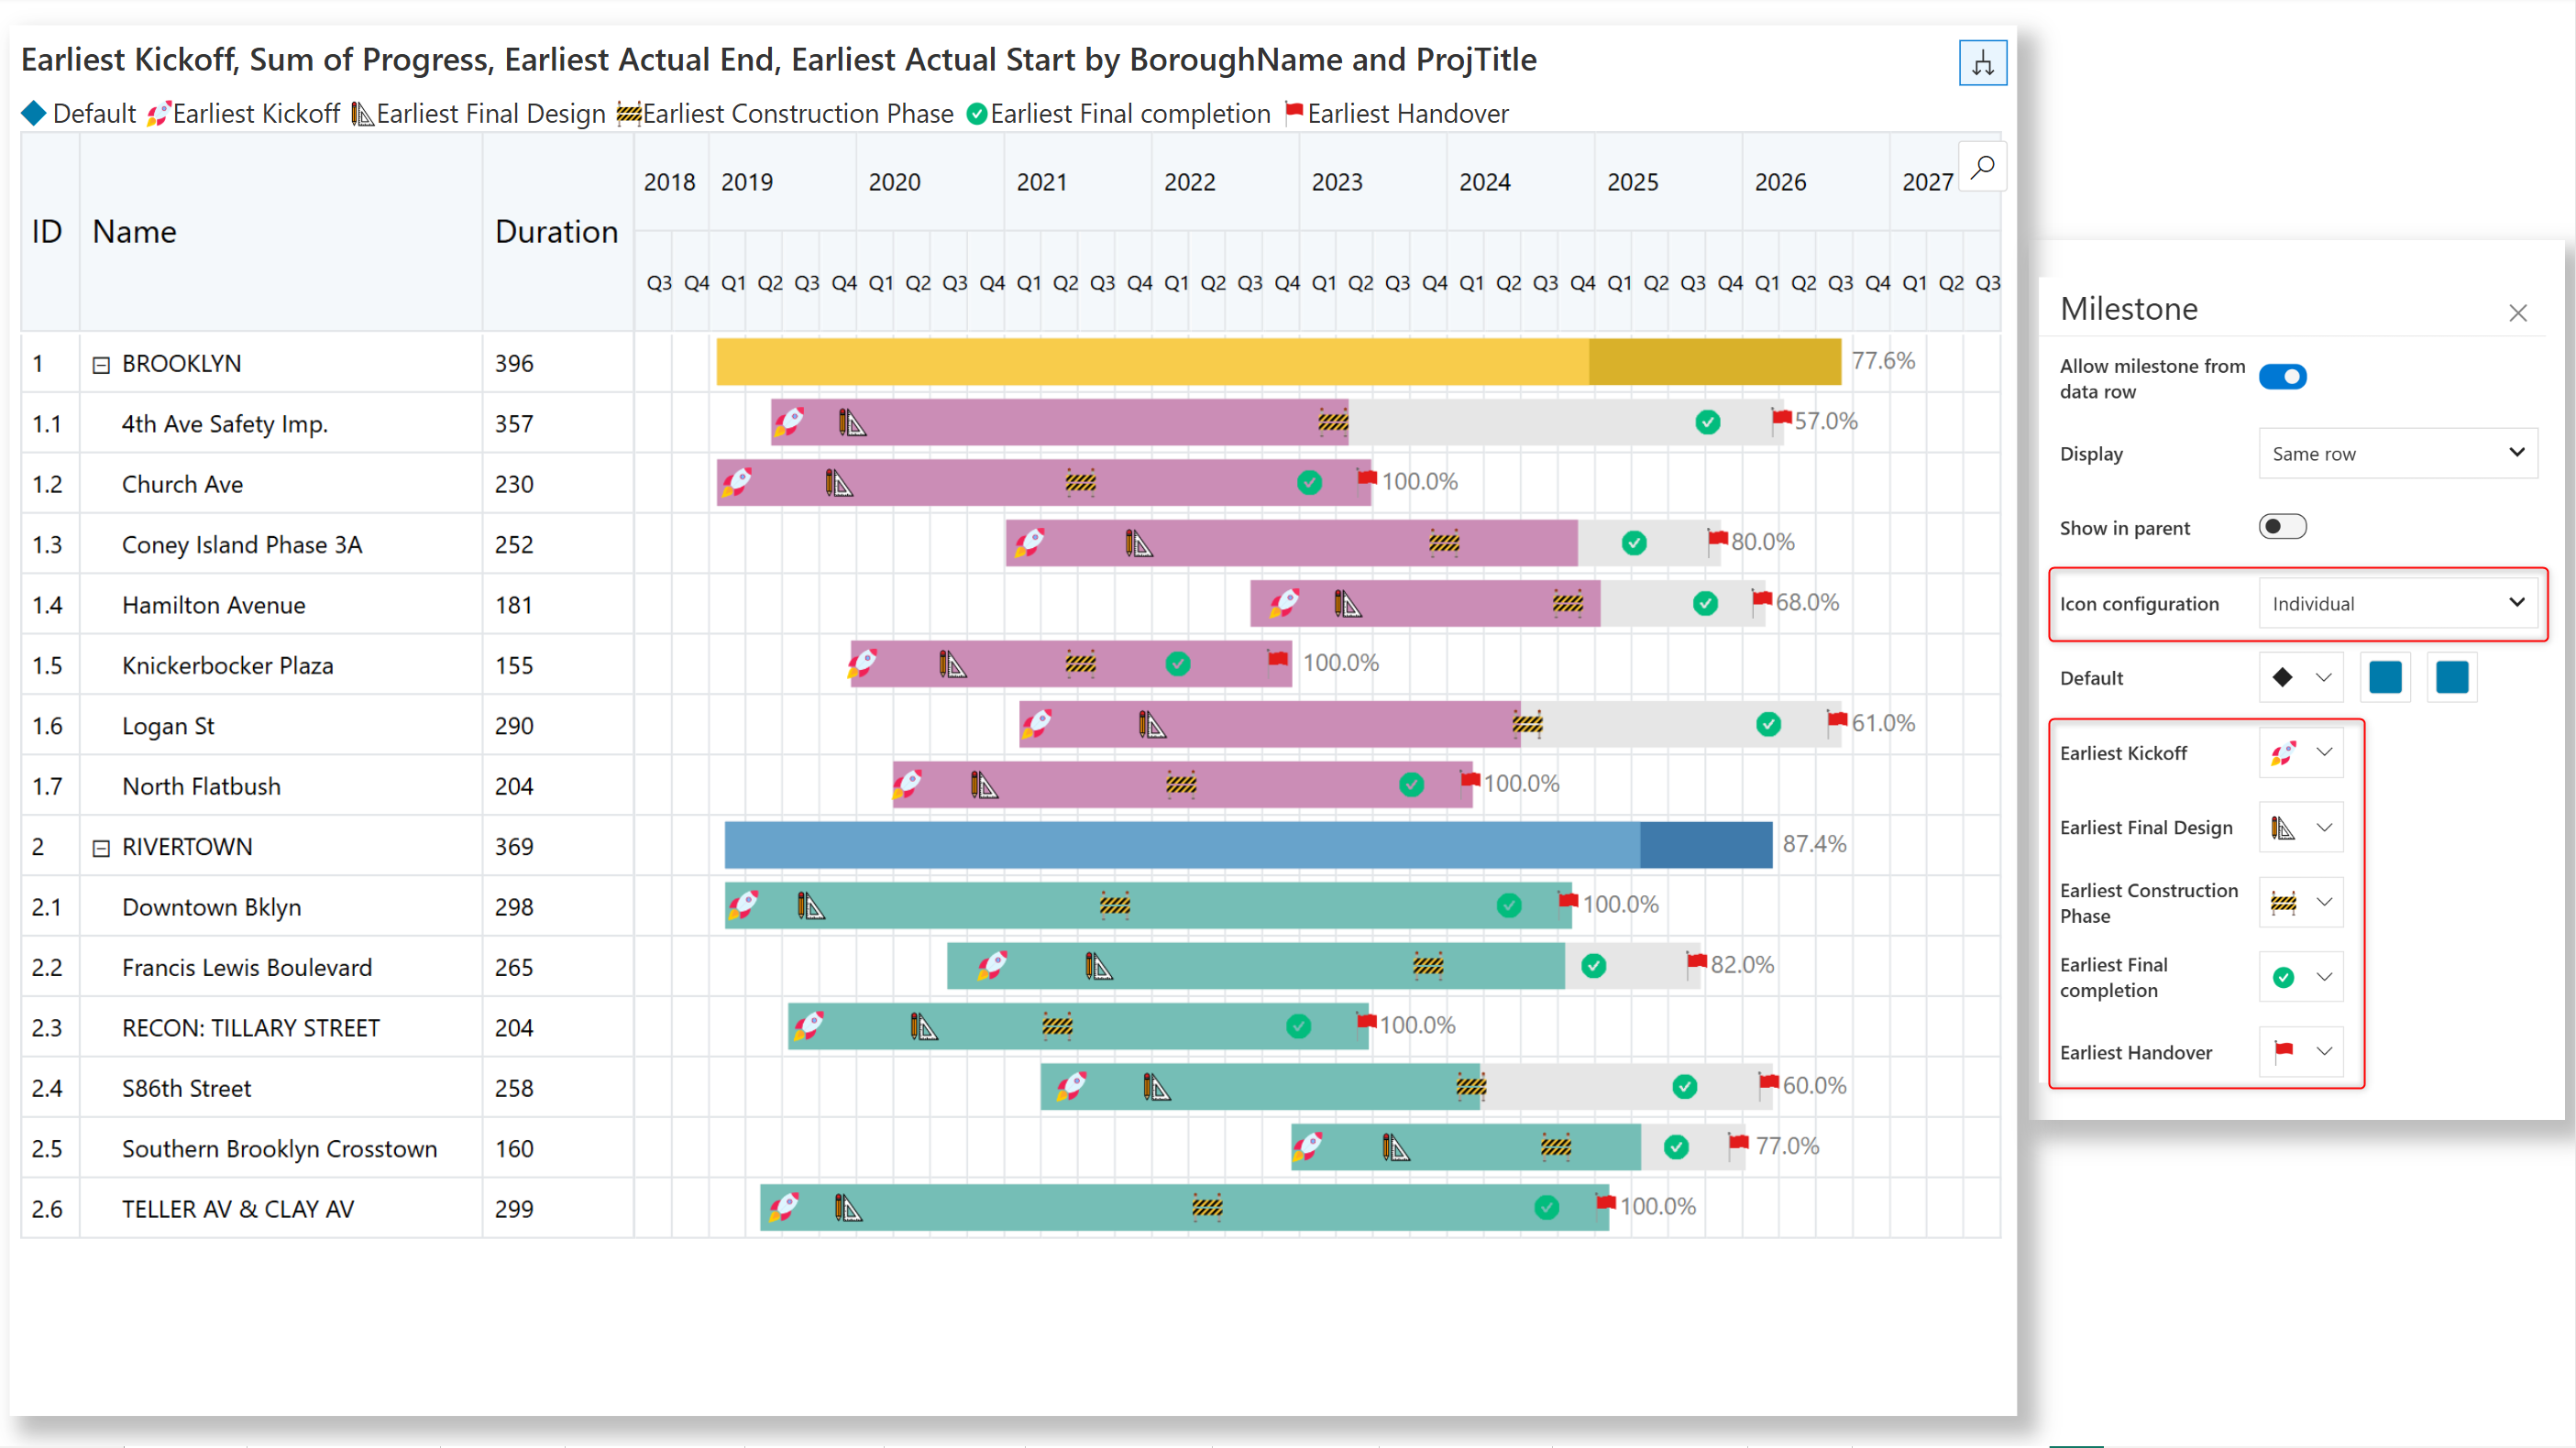 Earliest Kickoff, Sum of Progress, Earliest Actual End, Earliest Actual Start by BoroughName and ProjTitle
Default Earliest Kickoff Earliest Final Design Earliest Construction Phase Earliest Final completion Earliest Handover
ID Name Duration 2018 2019 2020 2021 2022 2023 2024 2025 2026 2027
Q3 Q4 Q1 Q2 Q3 Q4 Q1 Q2 Q3 Q4 Q1 Q2 Q3 Q4 Q1 Q2 Q3 Q4 Q1 Q2 Q3 Q4 Q1 Q2 Q3 Q4 Q1 Q2 Q3 Q4 Q1 Q2 Q3 Q4 Q1 Q2 Q3
1 BROOKLYN 396 77.6%
1.1 4th Ave Safety Imp. 357 57.0%
1.2 Church Ave 230 100.0%
1.3 Coney Island Phase 3A 252 80.0%
1.4 Hamilton Avenue 181 68.0%
1.5 Knickerbocker Plaza 155 100.0%
1.6 Logan St 290 61.0%
1.7 North Flatbush 204 100.0%
2 RIVERTOWN 369 87.4%
2.1 Downtown Bklyn 298 100.0%
2.2 Francis Lewis Boulevard 265 82.0%
2.3 RECON: TILLARY STREET 204 100.0%
2.4 S86th Street 258 60.0%
2.5 Southern Brooklyn Crosstown 160 77.0%
2.6 TELLER AV & CLAY AV 299 100.0%
Milestone
Allow milestone from
data row
Display Same row
Show in parent
Icon configuration Individual
Default
Earliest Kickoff
Earliest Final Design
Earliest Construction
Phase
Earliest Final
completion
Earliest Handover